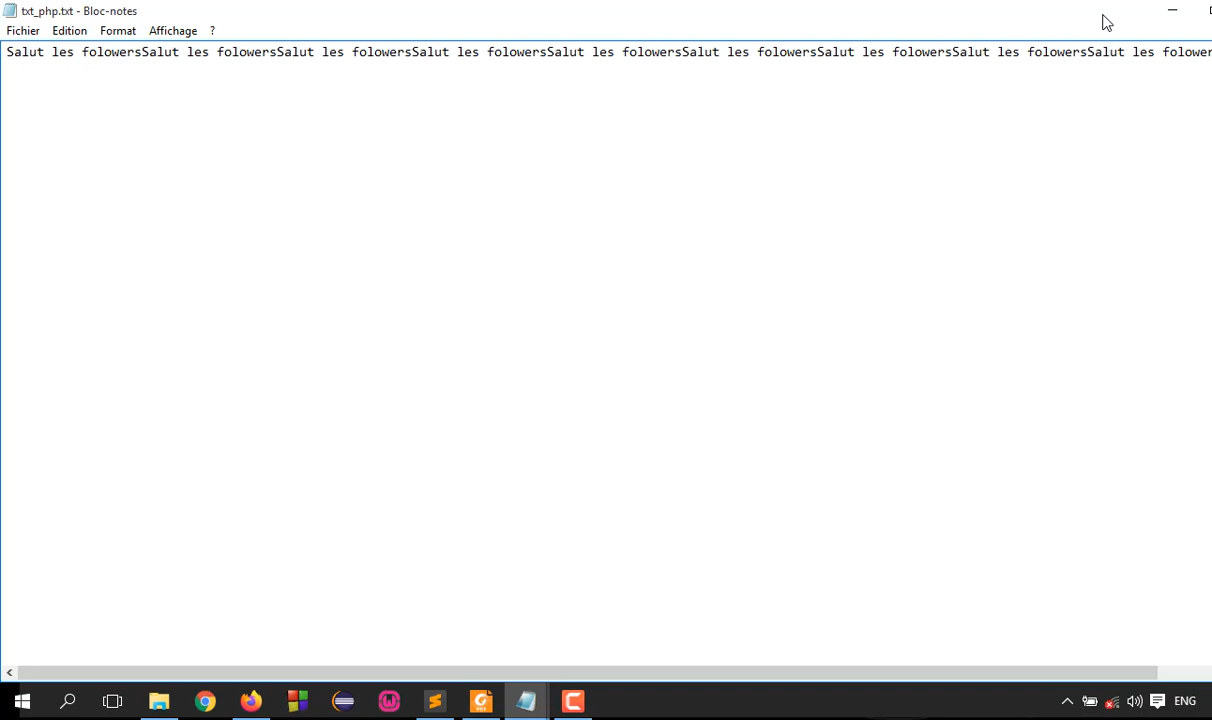 txt_php.txt - Bloc-notes
Fichier Edition Format Affichage ?
Salut les folowersSalut les folowersSalut les folowersSalut les folowersSalut les folowersSalut les folowersSalut les folowersSalut les folowersSalut les folower
ENG